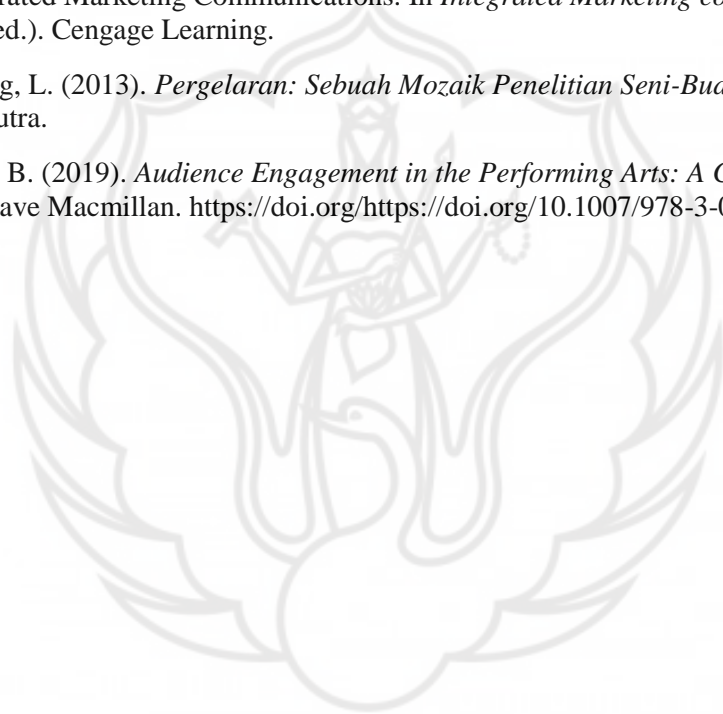 rated Marketing Communications. In Integrated Marketing co
ed.). Cengage Learning.
g, L. (2013). Pergelaran: Sebuah Mozaik Penelitian Seni-Bud
utra.
B. (2019). Audience Engagement in the Performing Arts: A C
ave Macmillan. https://doi.org/https://doi.org/10.1007/978-3-0